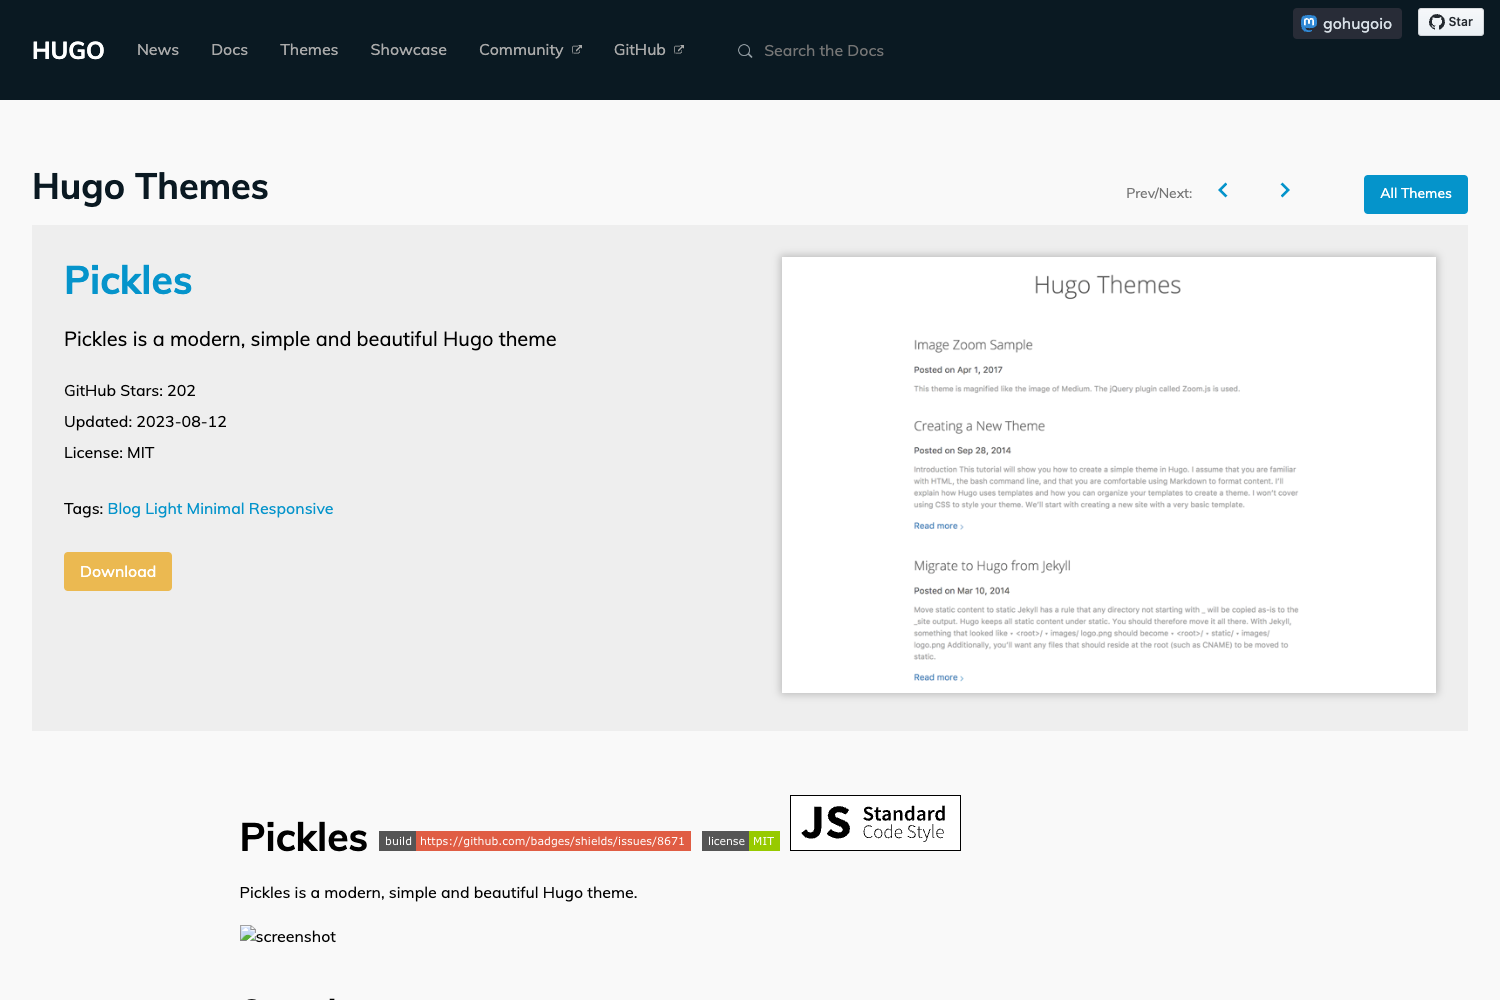 HUGO
News
Docs
Themes
Showcase
Community
GitHub
Search the Docs
gohugoio
Star
Hugo Themes
Prev/Next:
All Themes
Pickles
Pickles is a modern, simple and beautiful Hugo theme
GitHub Stars: 202
Updated: 2023-08-12
License: MIT
Tags: Blog Light Minimal Responsive
Download
Hugo Themes
Image Zoom Sample
Posted on Apr 1, 2017
This theme is magnified like the image of Medium. The jQuery plugin called Zoom.js is used.
Creating a New Theme
Posted on Sep 28, 2014
Introduction This tutorial will show you how to create a simple theme in Hugo. I assume that you are familiar
with HTML, the bash command line, and that you are comfortable using Markdown to format content. I'll
explain how Hugo uses templates and how you can organize your templates to create a theme. I won't cover
using CSS to style your theme. We'll start with creating a new site with a very basic template.
Read more ›
Migrate to Hugo from Jekyll
Posted on Mar 10, 2014
Move static content to static Jekyll has a rule that any directory not starting with _ will be copied as-is to the
_site output. Hugo keeps all static content under static. You should therefore move it all there. With Jekyll,
something that looked like • <root>/ • images/ logo.png should become • <root>/ • static/ • images/
logo.png Additionally, you'll want any files that should reside at the root (such as CNAME) to be moved to
static.
Read more ›
Pickles
build https://github.com/badges/shields/issues/8671
license MIT
JS Standard
Code Style
Pickles is a modern, simple and beautiful Hugo theme.
screenshot